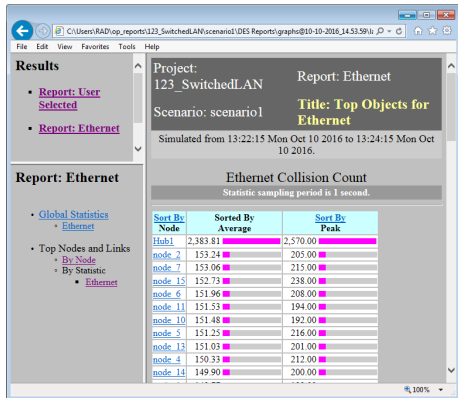 C:\Users\RAD\op_reports\123_SwitchedLAN\scenario1\DES Reports\graphs@10-10-2016_14.53.59\
File Edit View Favorites Tools Help
Results
Report: User Selected
Report: Ethernet
Report: Ethernet
Global Statistics
Ethernet
Top Nodes and Links
By Node
By Statistic
Ethernet
Project:
123_SwitchedLAN
Scenario: scenario1
Report: Ethernet
Title: Top Objects for
Ethernet
Simulated from 13:22:15 Mon Oct 10 2016 to 13:24:15 Mon Oct
10 2016.
Ethernet Collision Count
Statistic sampling period is 1 second.
Sort By Sorted By Sort By
Node Average Peak
Hub1 2,383.81 2,570.00
node_2 153.24 205.00
node_7 153.06 215.00
node_15 152.73 238.00
node_6 151.96 208.00
node_11 151.53 194.00
node_10 151.48 192.00
node_5 151.25 216.00
node_13 151.03 201.00
node_4 150.33 212.00
node_14 149.90 200.00
100%